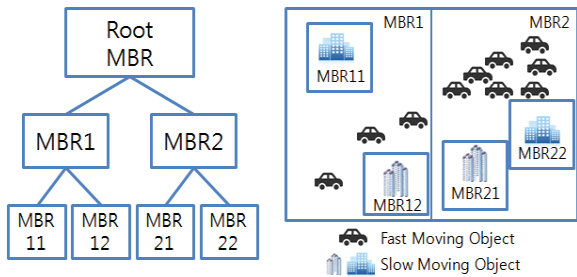 Root
MBR
MBR1
MBR2
MBR
11
MBR
12
MBR
21
MBR
22
MBR1
MBR2
MBR11
MBR12
MBR21
MBR22
Fast Moving Object
Slow Moving Object